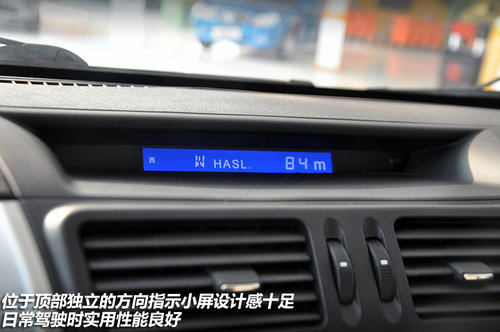 西 W HASL. 84m
位于顶部独立的方向指示小屏设计感十足
日常驾驶时实用性能良好